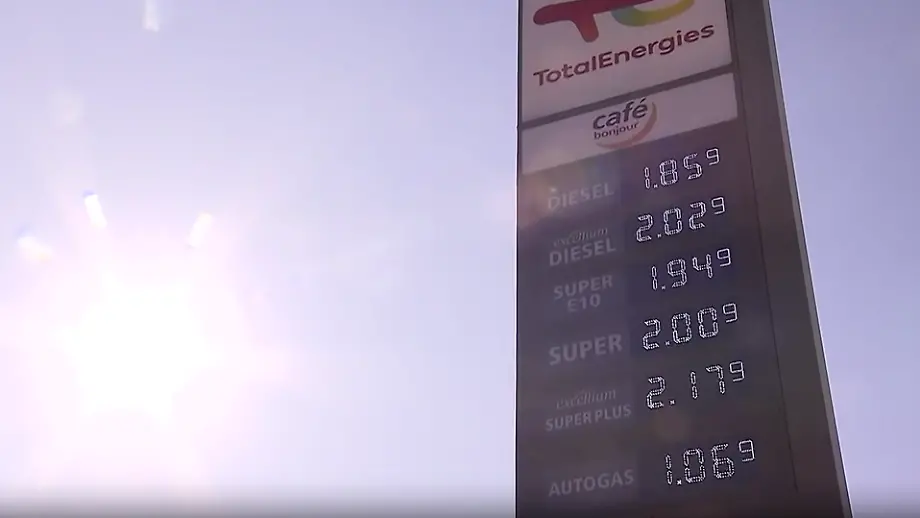 TotalEnergies
café
bonjour
DIESEL 1.859
excellium
DIESEL 2.029
SUPER
E10 1.949
SUPER 2.009
excellium
SUPER PLUS 2.179
AUTOGAS 1.069